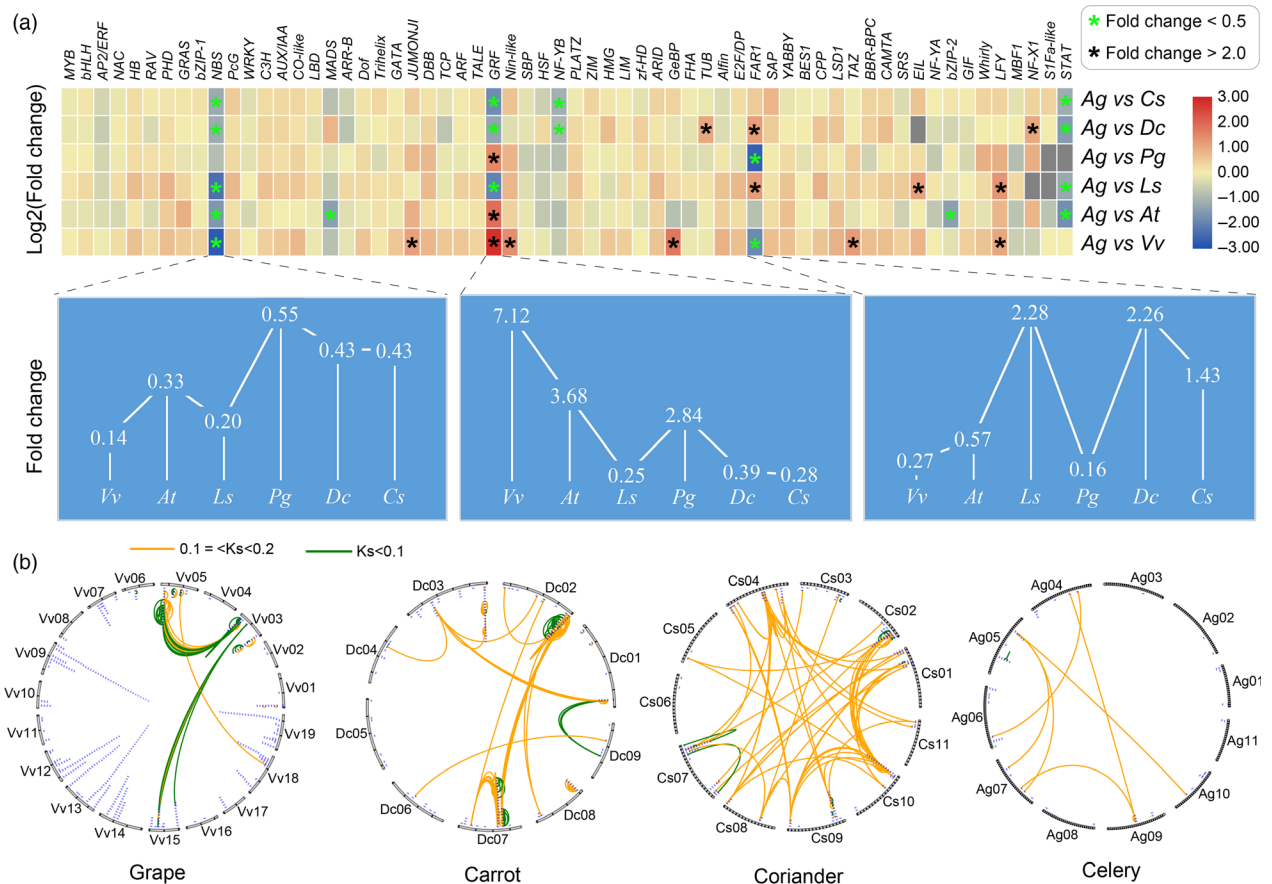 (a)
MYB
bHLH
AP2/ERF
NAC
HB
RAV
PHD
GRAS
bZIP-1
NBS
PcG
WRKY
C3H
AUX/IAA
CO-like
LBD
MADS
ARR-B
Dof
Trihelix
GATA
JUMONJI
DBB
TCP
ARF
TALE
GRF
Nin-like
SBP
HSF
NF-YB
PLATZ
ZIM
HMG
LIM
zf-HD
ARID
GeBP
FHA
TUB
Alfin
E2F/DP
FAR1
SAP
YABBY
BES1
CPP
LSD1
TAZ
BBR-BPC
CAMTA
SRS
EIL
NF-YA
bZIP-2
GIF
Whirly
LFY
MBF1
NF-X1
S1Fa-like
STAT
* Fold change < 0.5
* Fold change > 2.0
Log2(Fold change)
Ag vs Cs
Ag vs Dc
Ag vs Pg
Ag vs Ls
Ag vs At
Ag vs Vv
3.00
2.00
1.00
0.00
−1.00
−2.00
−3.00
Fold change
0.14
0.33
0.20
0.55
0.43
0.43
Vv At Ls Pg Dc Cs
7.12
3.68
0.25
2.84
0.39
0.28
Vv At Ls Pg Dc Cs
0.27
0.57
2.28
0.16
2.26
1.43
Vv At Ls Pg Dc Cs
(b)
0.1 = <Ks<0.2
Ks<0.1
Vv01
Vv02
Vv03
Vv04
Vv05
Vv06
Vv07
Vv08
Vv09
Vv10
Vv11
Vv12
Vv13
Vv14
Vv15
Vv16
Vv17
Vv18
Vv19
Grape
Dc01
Dc02
Dc03
Dc04
Dc05
Dc06
Dc07
Dc08
Dc09
Carrot
Cs01
Cs02
Cs03
Cs04
Cs05
Cs06
Cs07
Cs08
Cs09
Cs10
Cs11
Coriander
Ag01
Ag02
Ag03
Ag04
Ag05
Ag06
Ag07
Ag08
Ag09
Ag10
Ag11
Celery